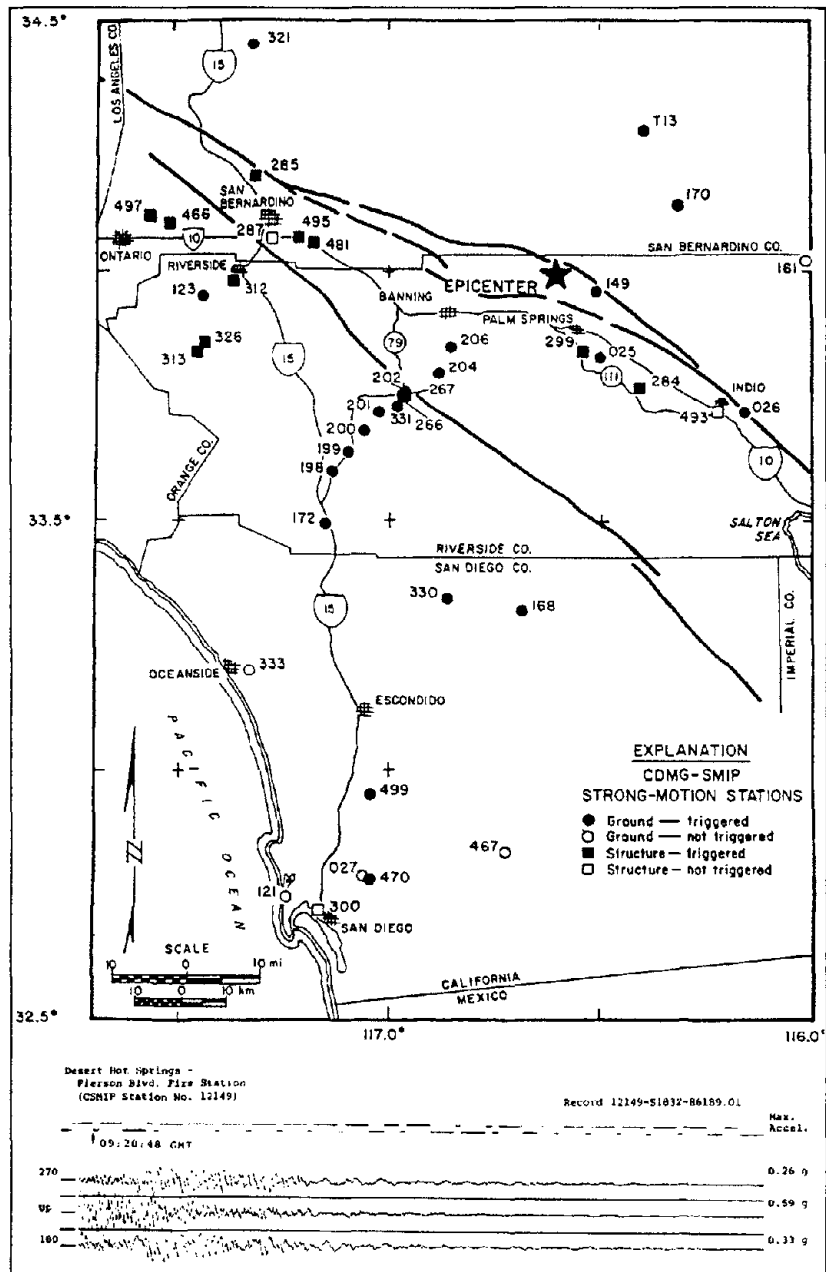 34.5°
LOS ANGELES CO.
15
321
T13
285
SAN
BERNARDINO
170
497
466
495
287
481
10
ONTARIO
SAN BERNARDINO CO.
161
RIVERSIDE
312
EPICENTER
149
123
BANNING
PALM SPRINGS
79
206
299
025
326
15
313
204
111
284
202
267
INDIO
026
201
331
266
493
200
199
198
10
ORANGE CO.
172
33.5°
SALTON
SEA
RIVERSIDE CO.
SAN DIEGO CO.
330
168
15
IMPERIAL CO.
333
OCEANSIDE
ESCONDIDO
PACIFIC OCEAN
EXPLANATION
CDMG-SMIP
STRONG-MOTION STATIONS
Ground — triggered
Ground — not triggered
Structure — triggered
Structure — not triggered
499
467
N
027
470
121
300
SAN DIEGO
SCALE
10 0 10 mi
10 0 10 km
CALIFORNIA
MEXICO
32.5°
117.0°
116.0°
Desert Hot Springs -
Pierson Blvd. Fire Station
(CSMIP Station No. 12149)
Record 12149-S1832-86189.01
Max.
Accel.
09:20:48 GMT
270
0.26 g
Up
0.59 g
180
0.33 g